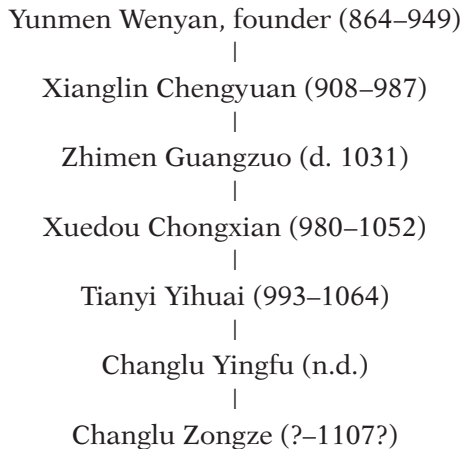 Yunmen Wenyan, founder (864–949)
Xianglin Chengyuan (908–987)
Zhimen Guangzuo (d. 1031)
Xuedou Chongxian (980–1052)
Tianyi Yihuai (993–1064)
Changlu Yingfu (n.d.)
Changlu Zongze (?–1107?)